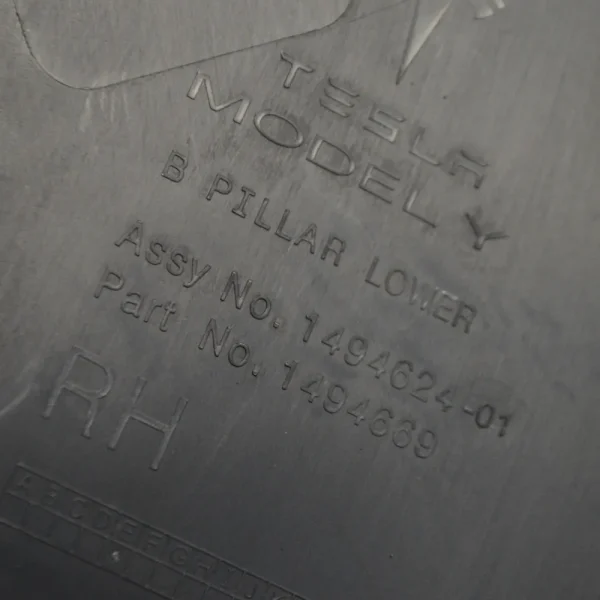 TESLA
MODEL Y
B PILLAR LOWER
Assy No. 1494624-01
Part No. 1494669
RH
A B C D E F G H I J K